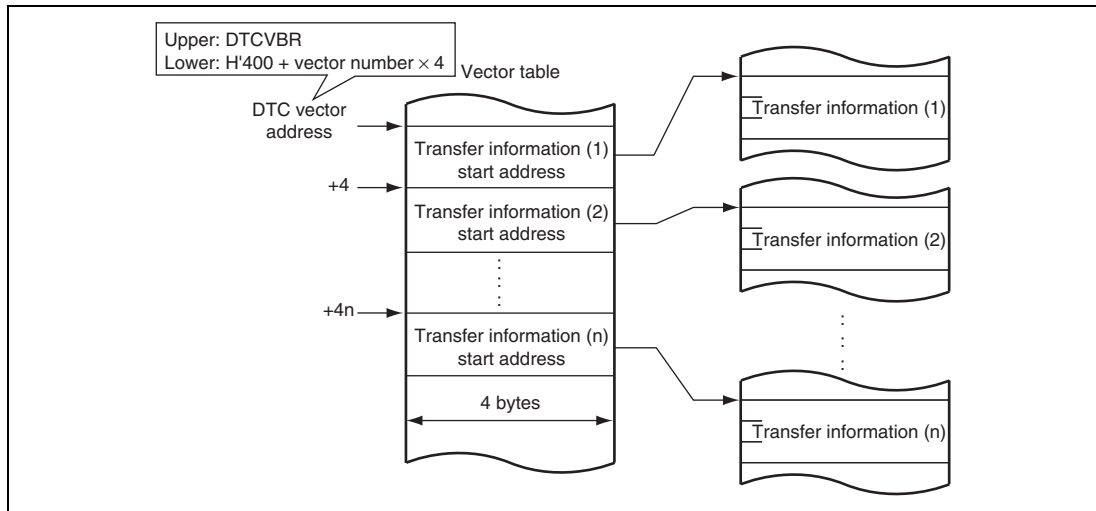 Upper: DTCVBR
Lower: H'400 + vector number × 4
Vector table
DTC vector
address
Transfer information (1)
start address
+4
Transfer information (2)
start address
+4n
Transfer information (n)
start address
4 bytes
Transfer information (1)
Transfer information (2)
Transfer information (n)